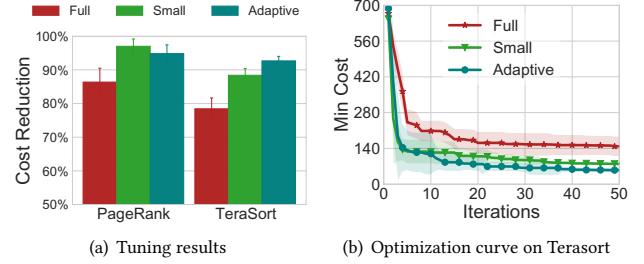 Full Small Adaptive
100%
90%
80%
70%
60%
50%
Cost Reduction
PageRank TeraSort
(a) Tuning results
700
560
420
280
140
0
Min Cost
Full
Small
Adaptive
0 10 20 30 40 50
Iterations
(b) Optimization curve on Terasort